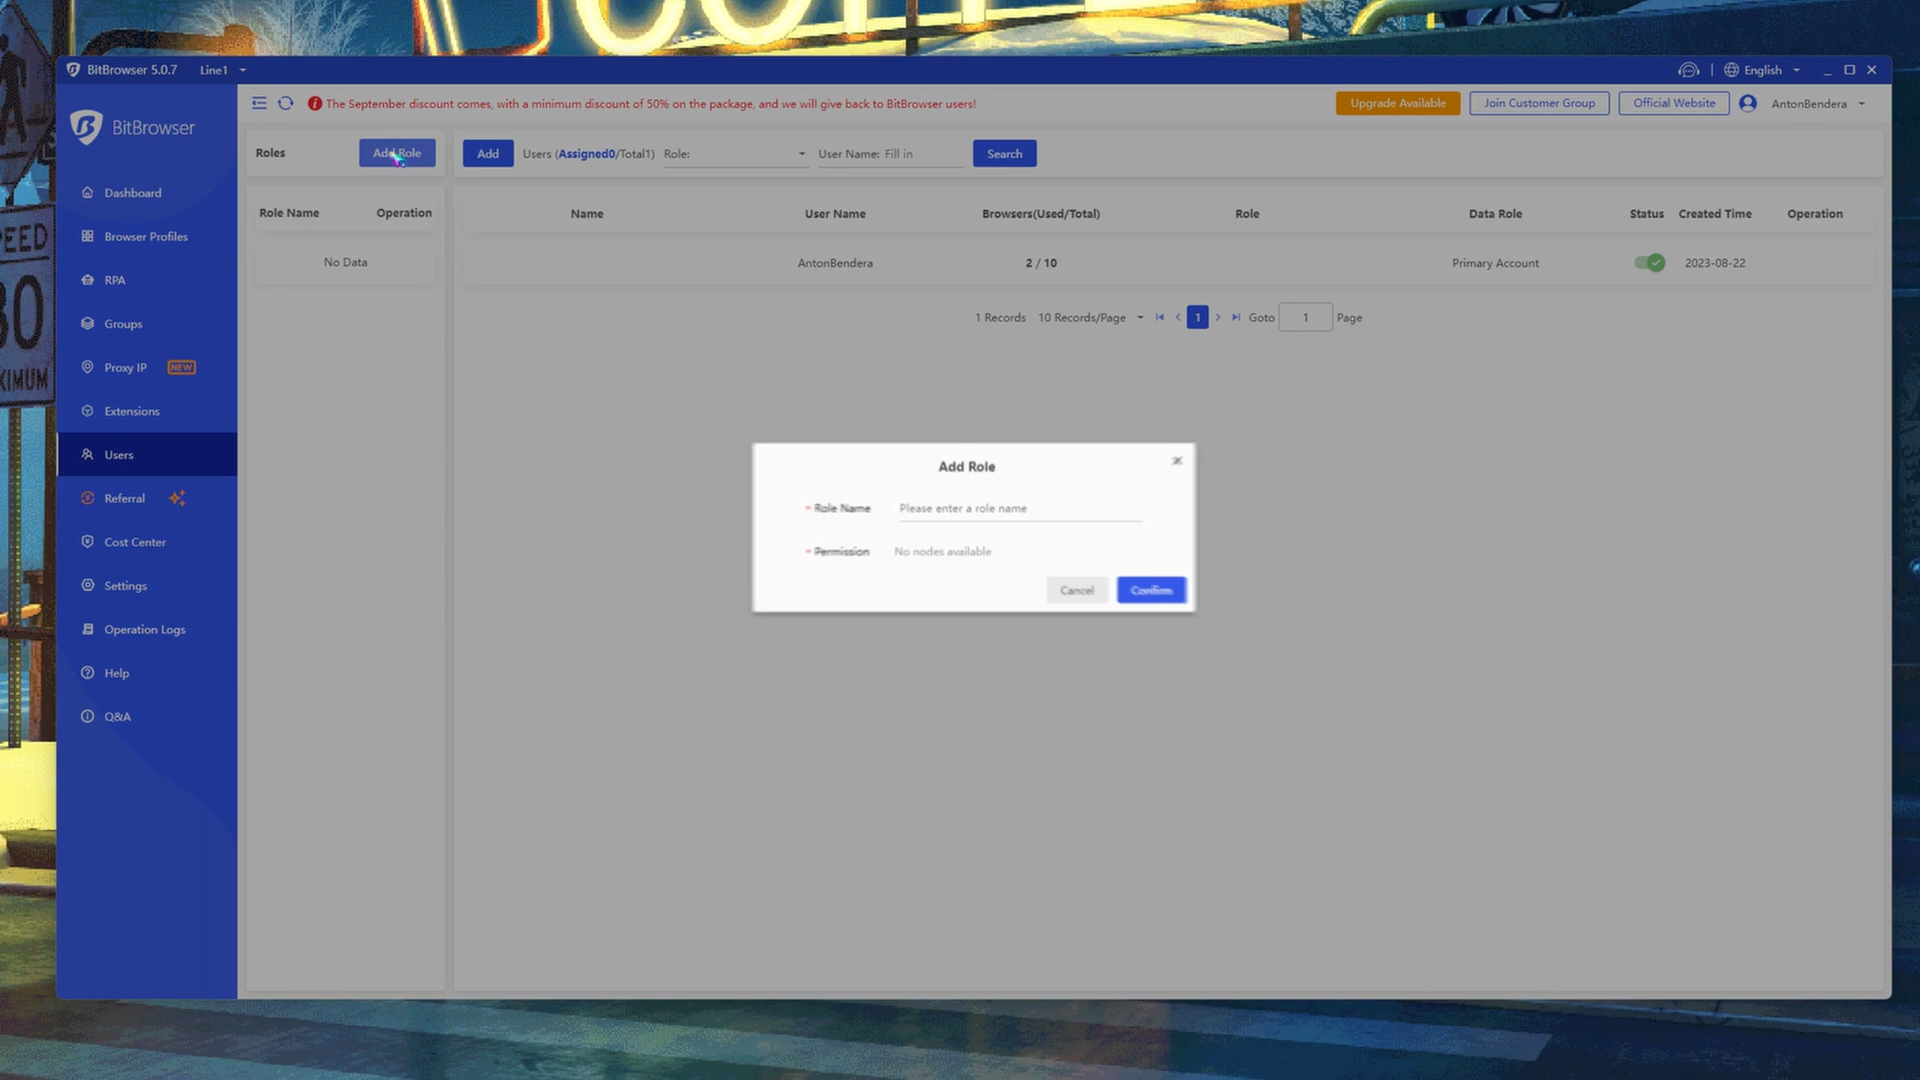 BitBrowser 5.0.7 Line1 English
The September discount comes, with a minimum discount of 50% on the package, and we will give back to BitBrowser users! Upgrade Available Join Customer Group Official Website AntonBendera
BitBrowser
Dashboard
Browser Profiles
RPA
Groups
Proxy IP NEW
Extensions
Users
Referral
Cost Center
Settings
Operation Logs
Help
Q&A
Roles Add Role
Role Name Operation
No Data
Add Users (Assigned0/Total1) Role: User Name: Fill in Search
Name User Name Browsers(Used/Total) Role Data Role Status Created Time Operation
AntonBendera 2 / 10 Primary Account 2023-08-22
1 Records 10 Records/Page 1 Goto 1 Page
Add Role
* Role Name Please enter a role name
* Permission No nodes available
Cancel Confirm
EED
80
XIMUM